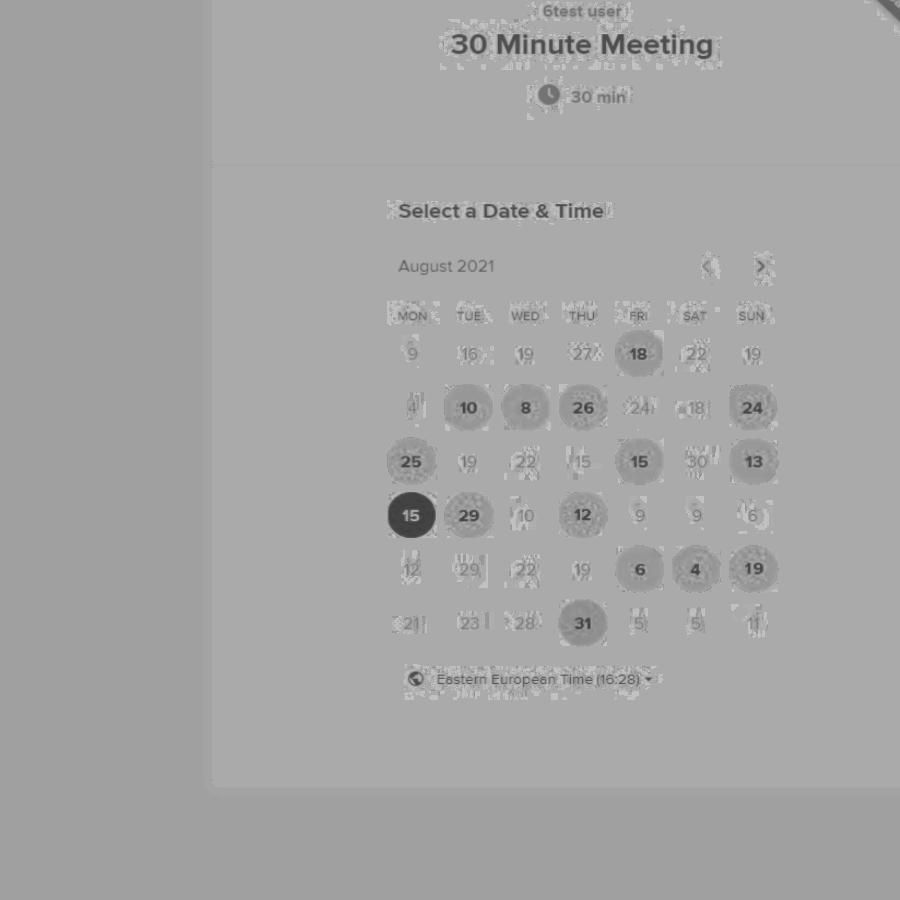 6test user
30 Minute Meeting
30 min
Select a Date & Time
August 2021
MON TUE WED THU FRI SAT SUN
9 16 19 27 18 22 19
4 10 8 26 24 18 24
25 19 22 15 15 30 13
15 29 10 12 9 9 6
12 29 22 19 6 4 19
21 23 28 31 5 5 11
Eastern European Time (16:28)